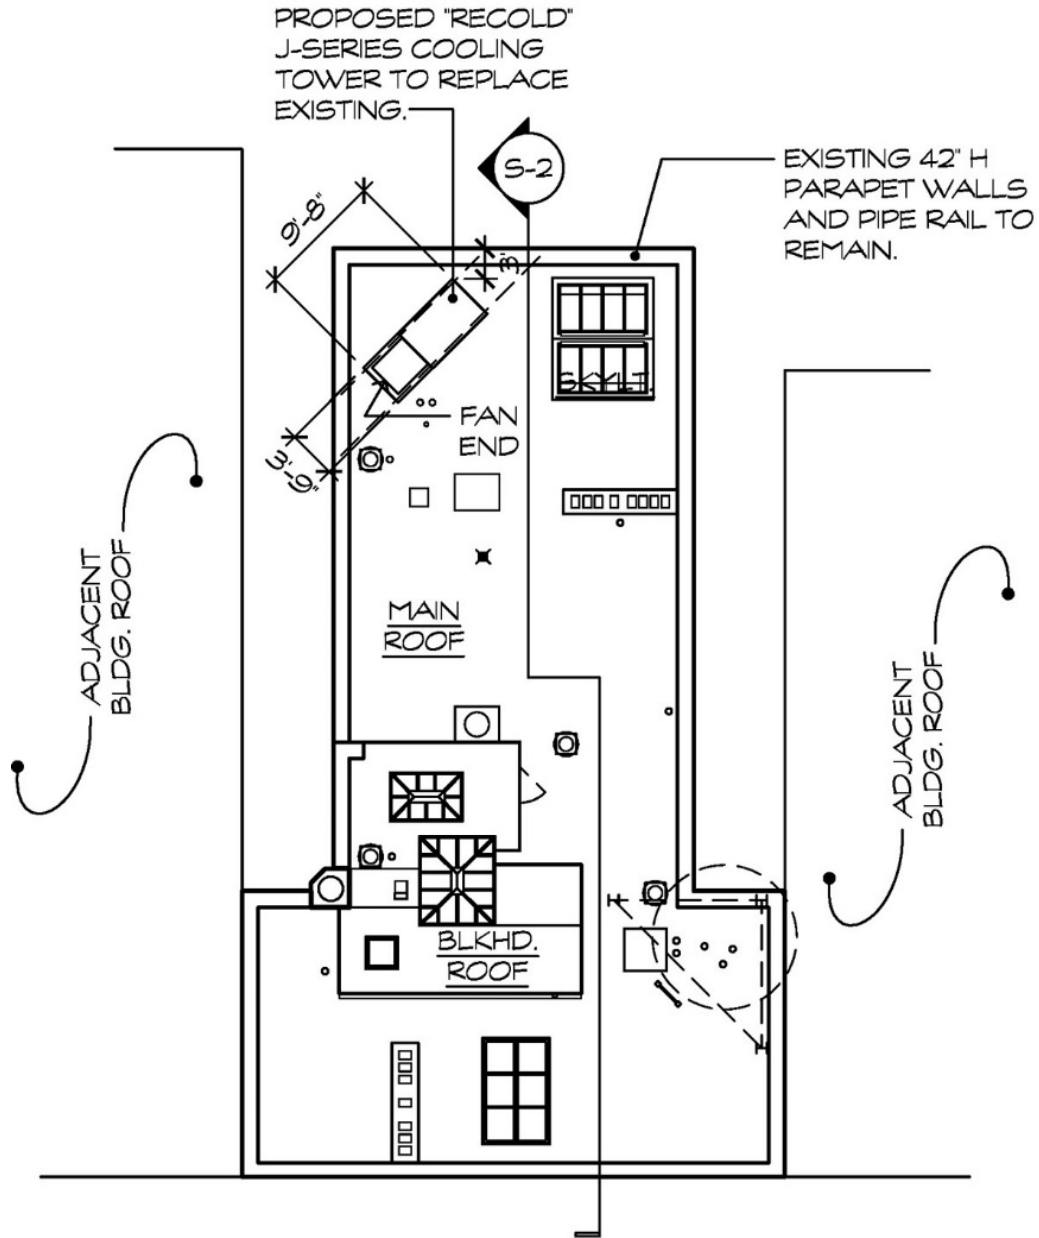 PROPOSED "RECOLD"
J-SERIES COOLING
TOWER TO REPLACE
EXISTING.
S-2
EXISTING 42" H
PARAPET WALLS
AND PIPE RAIL TO
REMAIN.
9'-8"
3'
SKYLT.
FAN
END
3'-9"
ADJACENT
BLDG. ROOF
MAIN
ROOF
ADJACENT
BLDG. ROOF
BLKHD.
ROOF